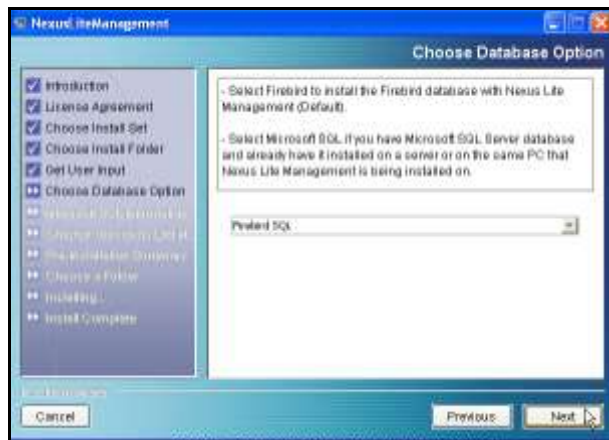 NexusLiteManagement
Choose Database Option
Introduction
License Agreement
Choose Install Set
Choose Install Folder
Get User Input
Choose Database Option
Choose a Folder
Installing...
Install Complete
- Select Firebird to install the Firebird database with Nexus Lite
Management (Default).
- Select Microsoft SQL if you have Microsoft SQL Server database
and already have it installed on a server or on the same PC that
Nexus Lite Management is being installed on.
Firebird SQL
Cancel
Previous
Next